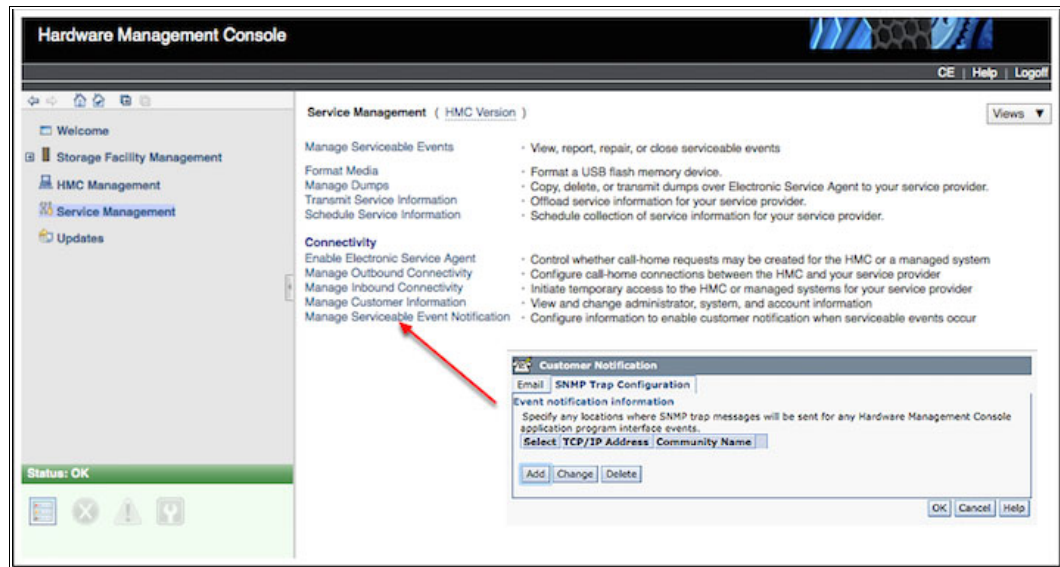 Hardware Management Console
CE | Help | Logoff
Welcome
Storage Facility Management
HMC Management
Service Management
Updates
Status: OK
Service Management ( HMC Version )
Views ▼
Manage Serviceable Events · View, report, repair, or close serviceable events
Format Media · Format a USB flash memory device.
Manage Dumps · Copy, delete, or transmit dumps over Electronic Service Agent to your service provider.
Transmit Service Information · Offload service information for your service provider.
Schedule Service Information · Schedule collection of service information for your service provider.
Connectivity
Enable Electronic Service Agent · Control whether call-home requests may be created for the HMC or a managed system
Manage Outbound Connectivity · Configure call-home connections between the HMC and your service provider
Manage Inbound Connectivity · Initiate temporary access to the HMC or managed systems for your service provider
Manage Customer Information · View and change administrator, system, and account information
Manage Serviceable Event Notification · Configure information to enable customer notification when serviceable events occur
Customer Notification
Email SNMP Trap Configuration
Event notification information
Specify any locations where SNMP trap messages will be sent for any Hardware Management Console
application program interface events.
Select TCP/IP Address Community Name
Add Change Delete
OK Cancel Help